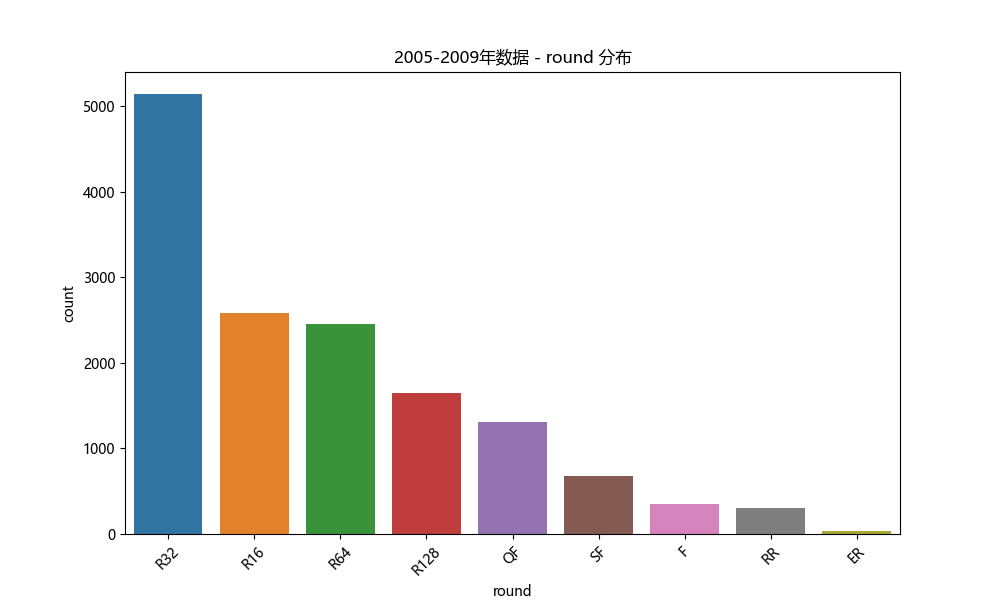 2005-2009年数据 - round 分布
count
5000
4000
3000
2000
1000
0
R32
R16
R64
R128
QF
SF
F
RR
ER
round